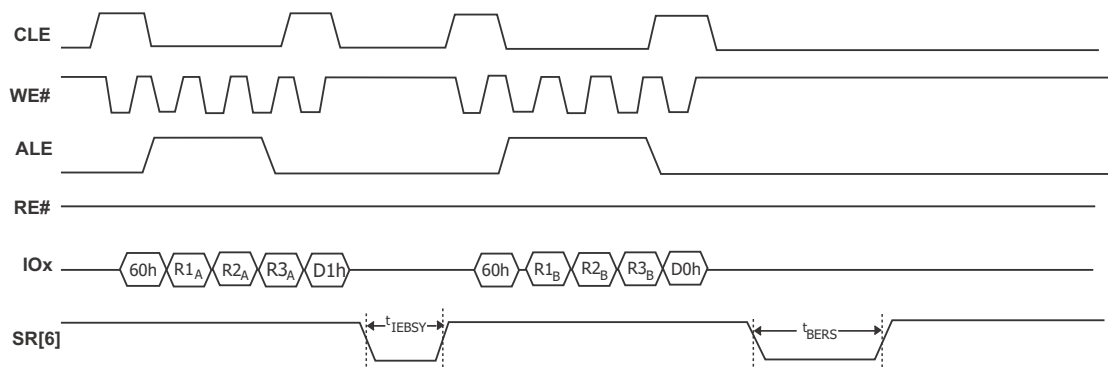 CLE
WE#
ALE
RE#
IOx 60h R1A R2A R3A D1h 60h R1B R2B R3B D0h
SR[6] tIEBSY tBERS